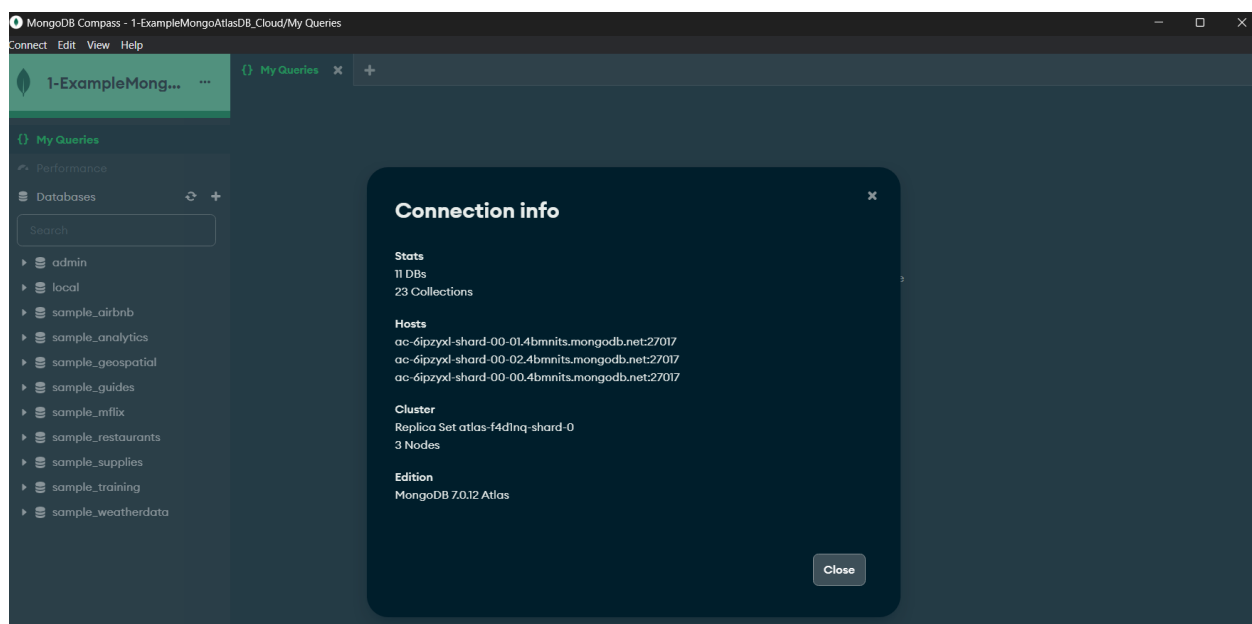 MongoDB Compass - 1-ExampleMongoAtlasDB_Cloud/My Queries
Connect Edit View Help
1-ExampleMong... ...
{} My Queries
{} My Queries
Performance
Databases
Search
admin
local
sample_airbnb
sample_analytics
sample_geospatial
sample_guides
sample_mflix
sample_restaurants
sample_supplies
sample_training
sample_weatherdata
Connection info
Stats
11 DBs
23 Collections
Hosts
ac-6ipzyxl-shard-00-01.4bmnits.mongodb.net:27017
ac-6ipzyxl-shard-00-02.4bmnits.mongodb.net:27017
ac-6ipzyxl-shard-00-00.4bmnits.mongodb.net:27017
Cluster
Replica Set atlas-f4d1nq-shard-0
3 Nodes
Edition
MongoDB 7.0.12 Atlas
Close